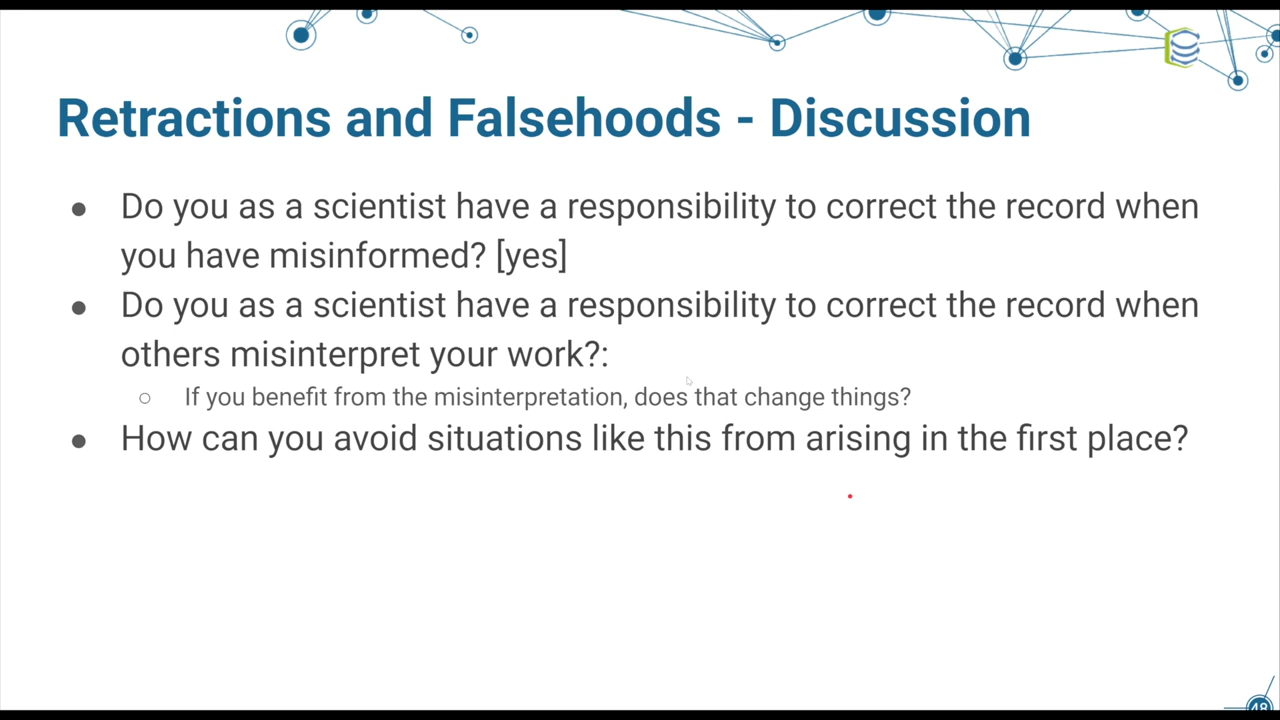 Retractions and Falsehoods - Discussion
● Do you as a scientist have a responsibility to correct the record when
you have misinformed? [yes]
● Do you as a scientist have a responsibility to correct the record when
others misinterpret your work?:
○ If you benefit from the misinterpretation, does that change things?
● How can you avoid situations like this from arising in the first place?
48